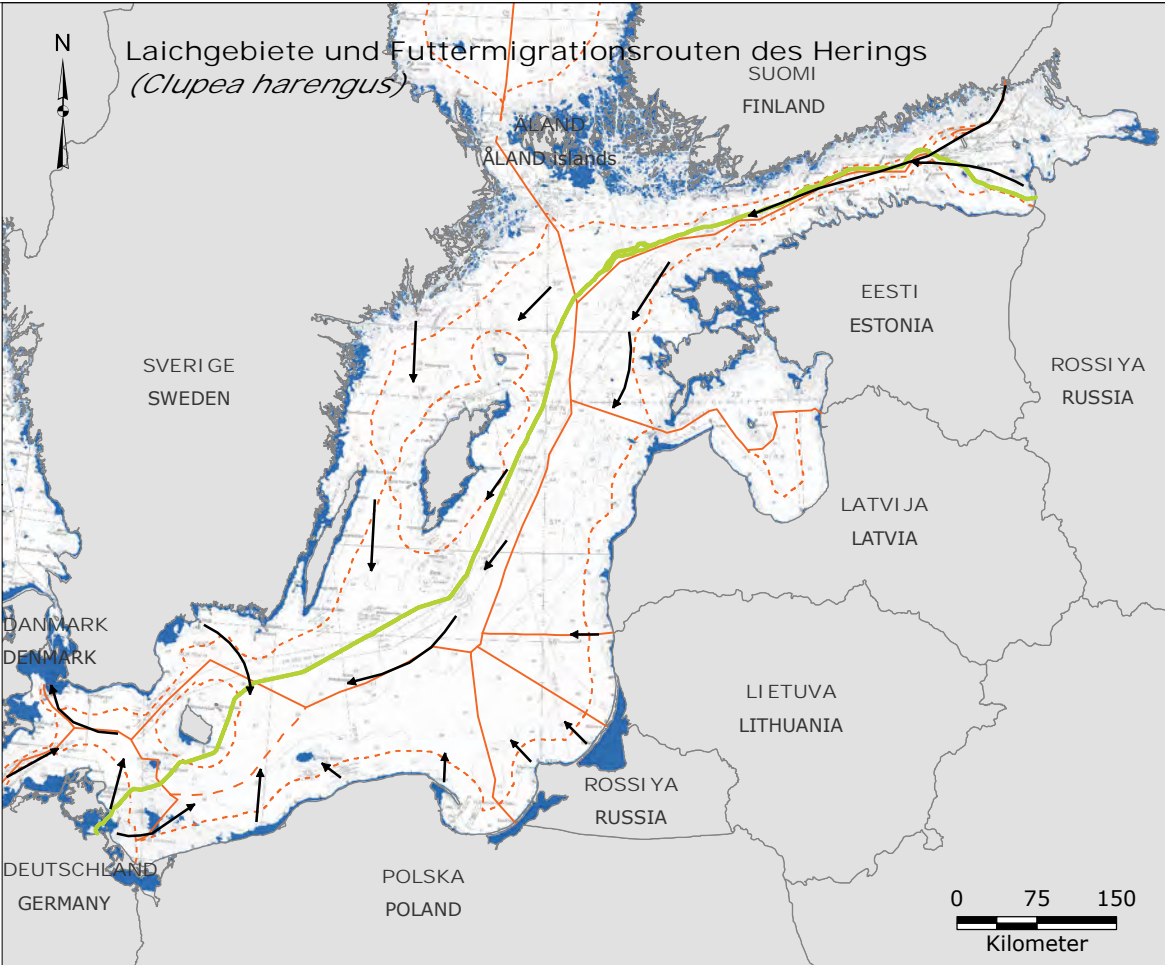 N
Laichgebiete und Futtermigrationsrouten des Herings
(Clupea harengus)
SUOMI
FINLAND
ÅLAND
ÅLAND islands
EESTI
ESTONIA
SVERIGE
SWEDEN
ROSSIYA
RUSSIA
LATVIJA
LATVIA
DANMARK
DENMARK
LIETUVA
LITHUANIA
ROSSIYA
RUSSIA
DEUTSCHLAND
GERMANY
POLSKA
POLAND
0 75 150
Kilometer